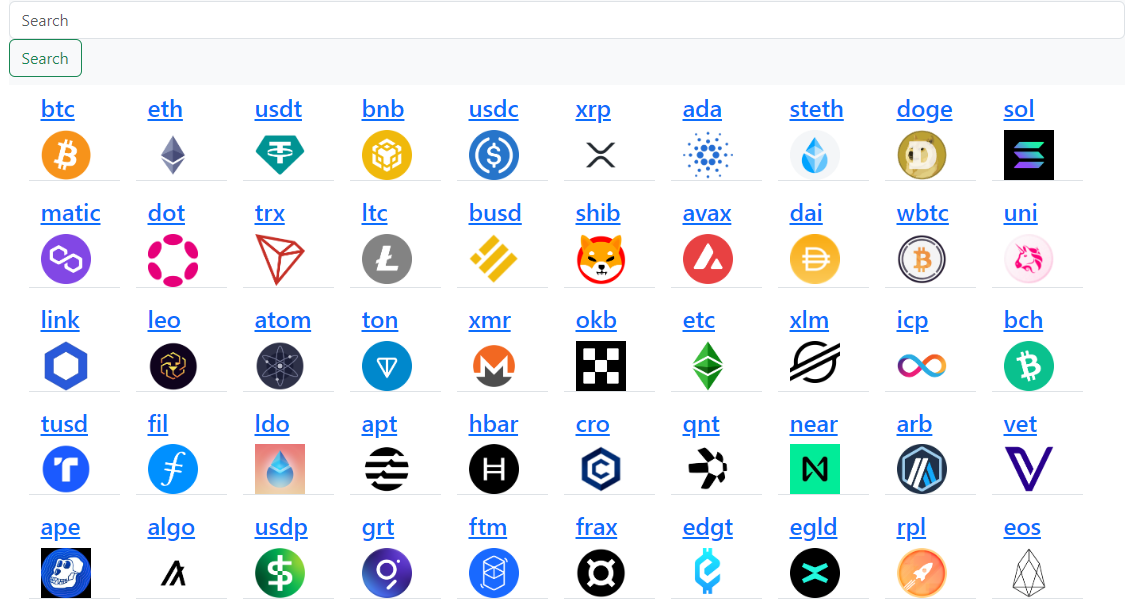 Search
Search
btc eth usdt bnb usdc xrp ada steth doge sol
matic dot trx ltc busd shib avax dai wbtc uni
link leo atom ton xmr okb etc xlm icp bch
tusd fil ldo apt hbar cro qnt near arb vet
ape algo usdp grt ftm frax edgt egld rpl eos